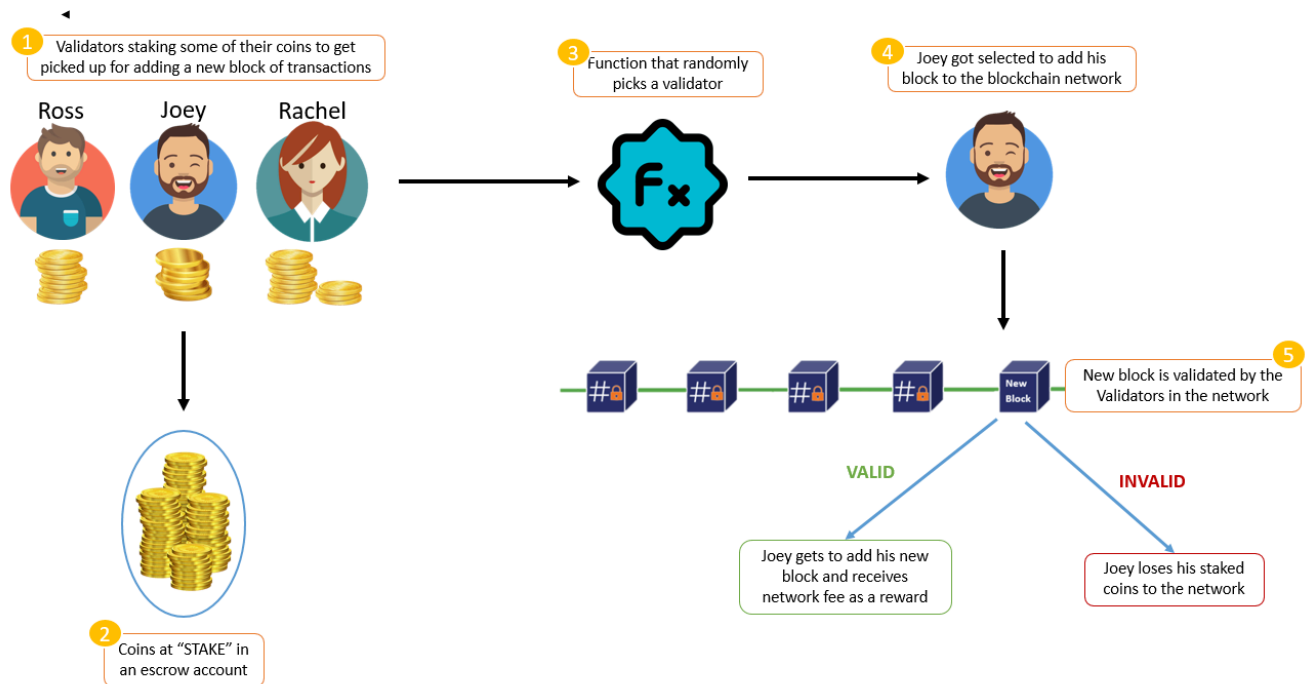 1
Validators staking some of their coins to get
picked up for adding a new block of transactions
Ross
Joey
Rachel
2
Coins at “STAKE” in
an escrow account
3
Function that randomly
picks a validator
Fx
4
Joey got selected to add his
block to the blockchain network
5
New block is validated by the
Validators in the network
#
#
#
#
New
Block
VALID
INVALID
Joey gets to add his new
block and receives
network fee as a reward
Joey loses his staked
coins to the network